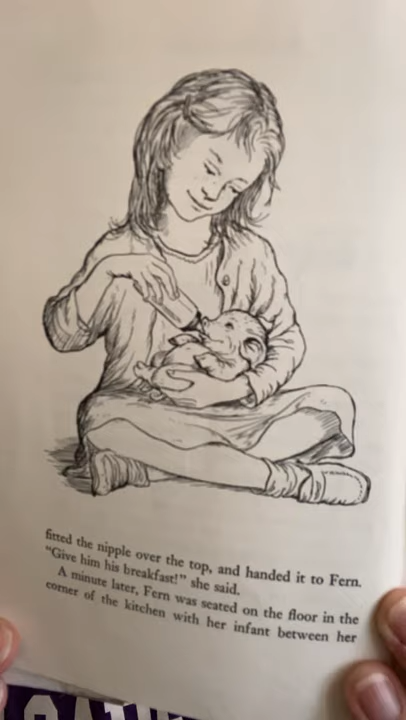 fitted the nipple over the top, and handed it to Fern.
"Give him his breakfast!" she said.
A minute later, Fern was seated on the floor in the
corner of the kitchen with her infant between her